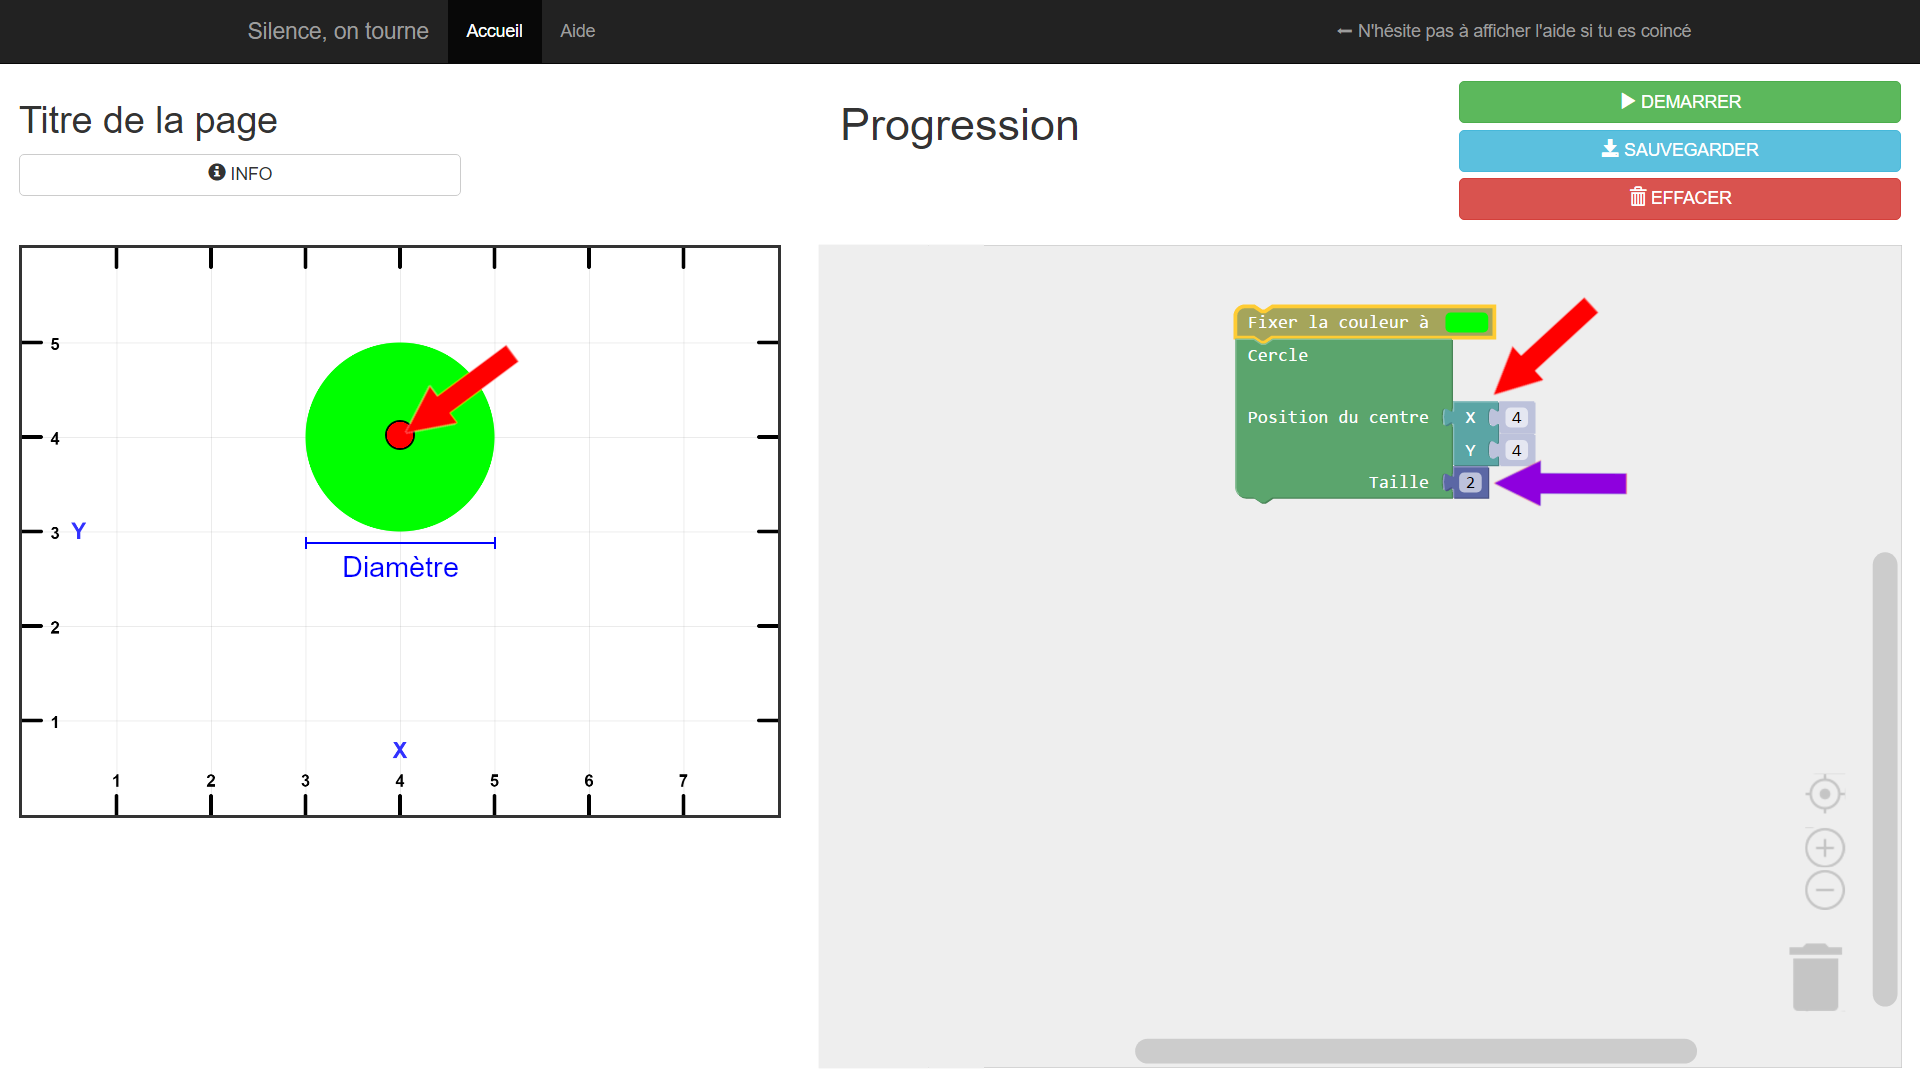 Silence, on tourne
Accueil
Aide
N'hésite pas à afficher l'aide si tu es coincé
Titre de la page
INFO
Progression
DEMARRER
SAUVEGARDER
EFFACER
5
4
3 Y
2
1
X
1 2 3 4 5 6 7
Diamètre
Fixer la couleur à
Cercle
Position du centre X 4
Y 4
Taille 2